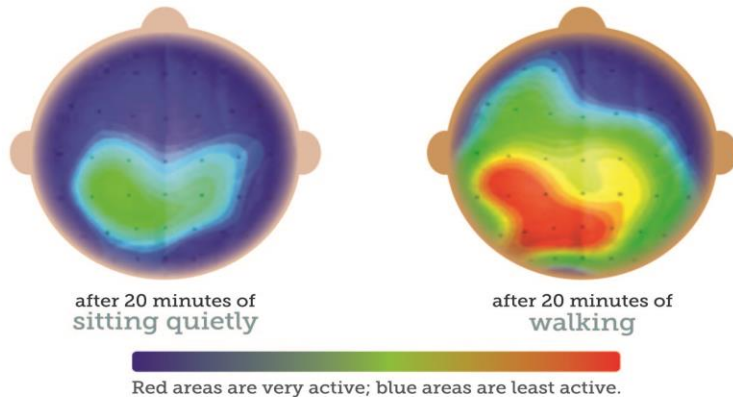 after 20 minutes of
sitting quietly
after 20 minutes of
walking
Red areas are very active; blue areas are least active.